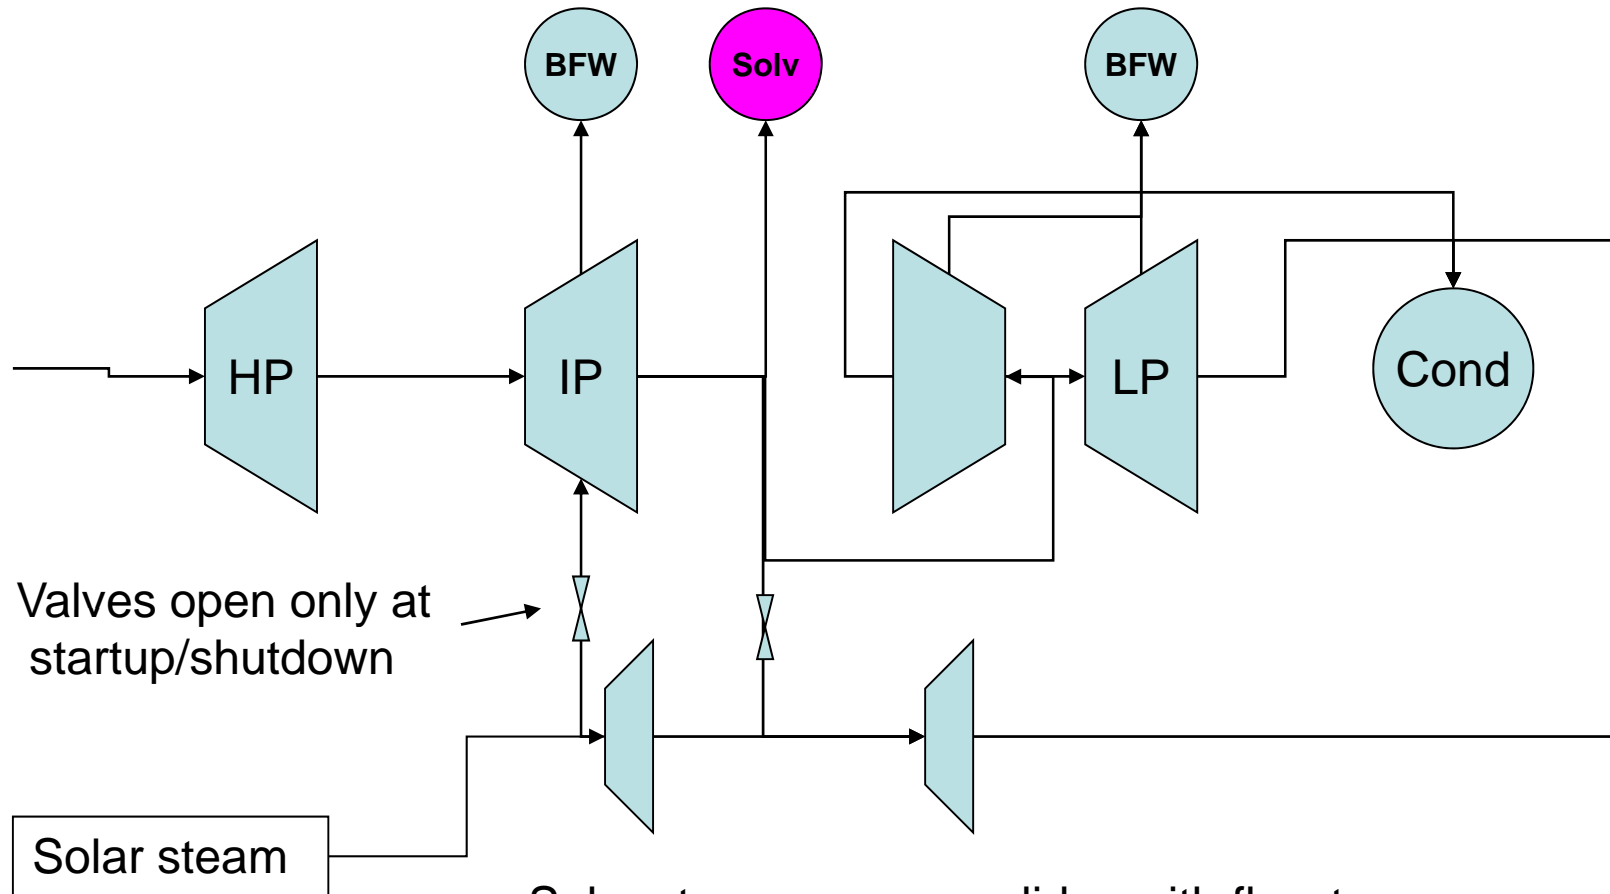 BFW
Solv
BFW
HP
IP
LP
Cond
Valves open only at
startup/shutdown
Solar steam